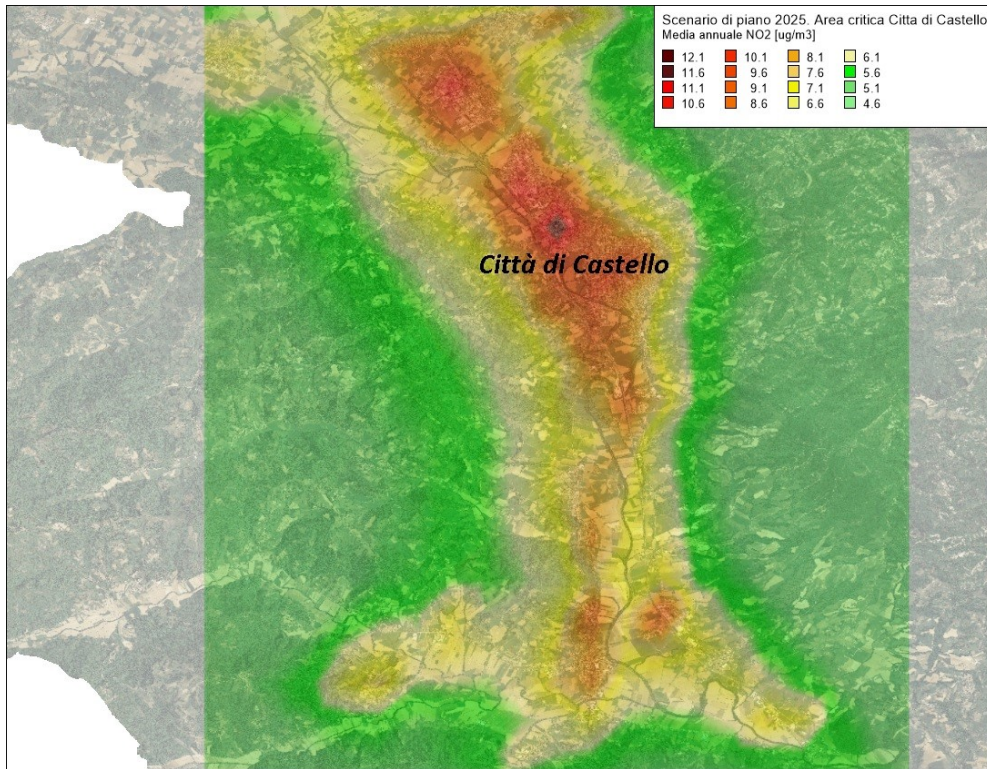 Scenario di piano 2025. Area critica Citta di Castello
Media annuale NO2 [ug/m3]
12.1 10.1 8.1 6.1
11.6 9.6 7.6 5.6
11.1 9.1 7.1 5.1
10.6 8.6 6.6 4.6
Città di Castello